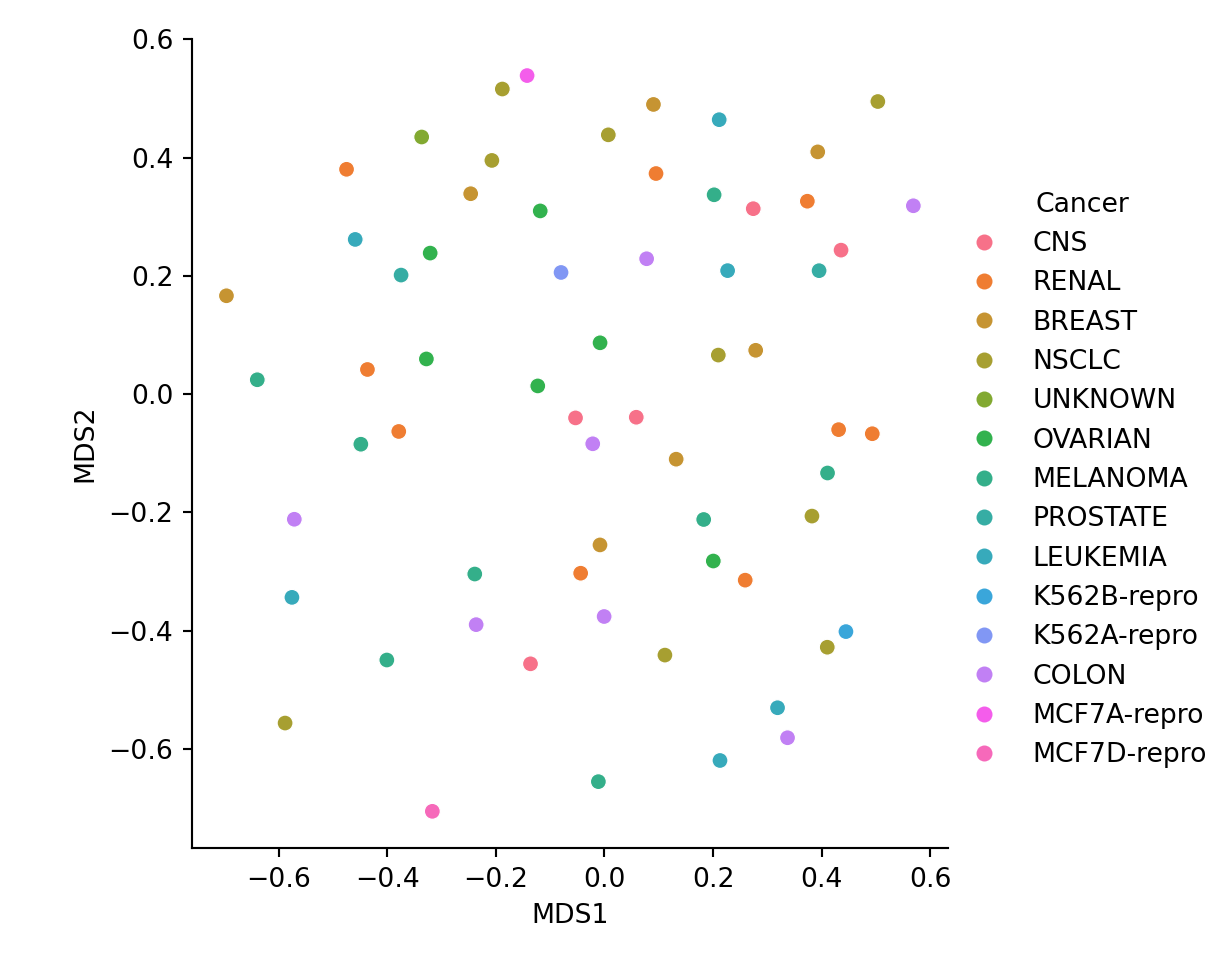 0.6
0.4
0.2
0.0
−0.2
−0.4
−0.6
MDS2
−0.6 −0.4 −0.2 0.0 0.2 0.4 0.6
MDS1
Cancer
CNS
RENAL
BREAST
NSCLC
UNKNOWN
OVARIAN
MELANOMA
PROSTATE
LEUKEMIA
K562B-repro
K562A-repro
COLON
MCF7A-repro
MCF7D-repro